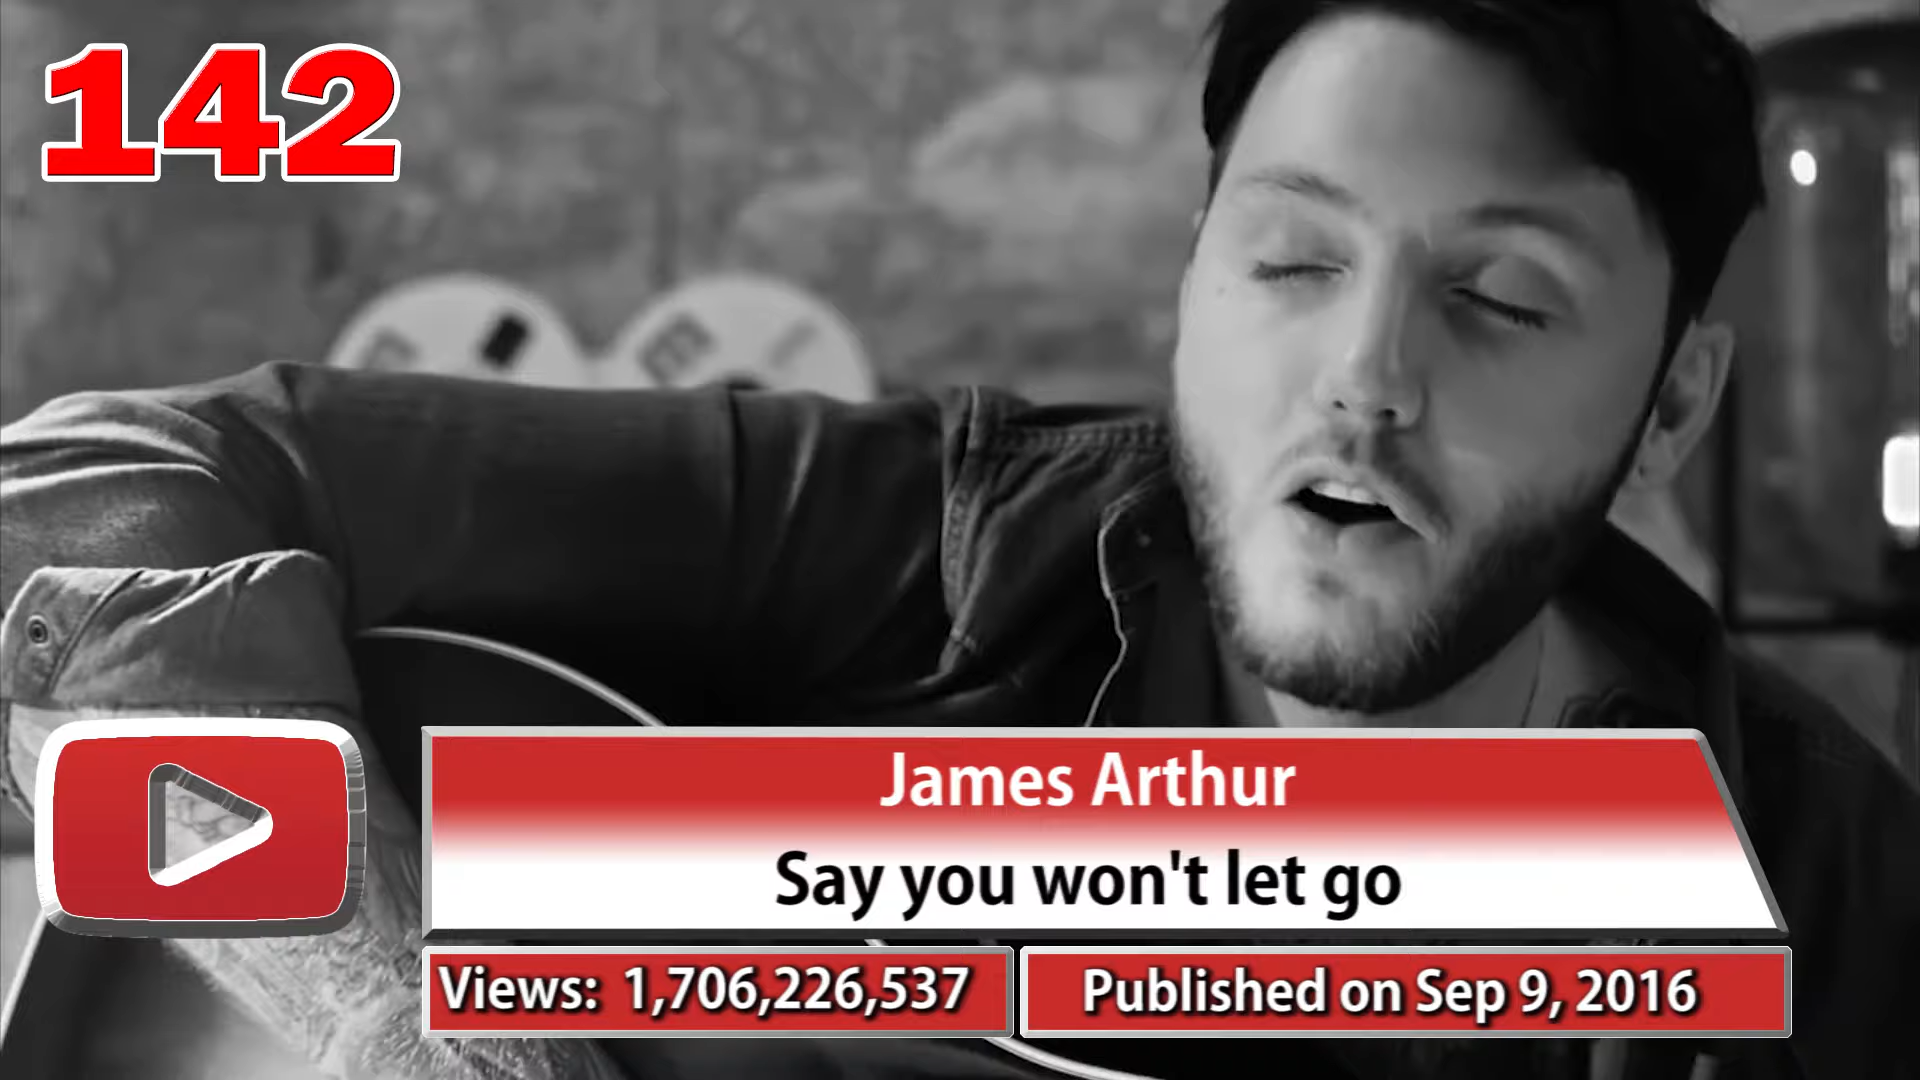 142
James Arthur
Say you won't let go
Views: 1,706,226,537
Published on Sep 9, 2016